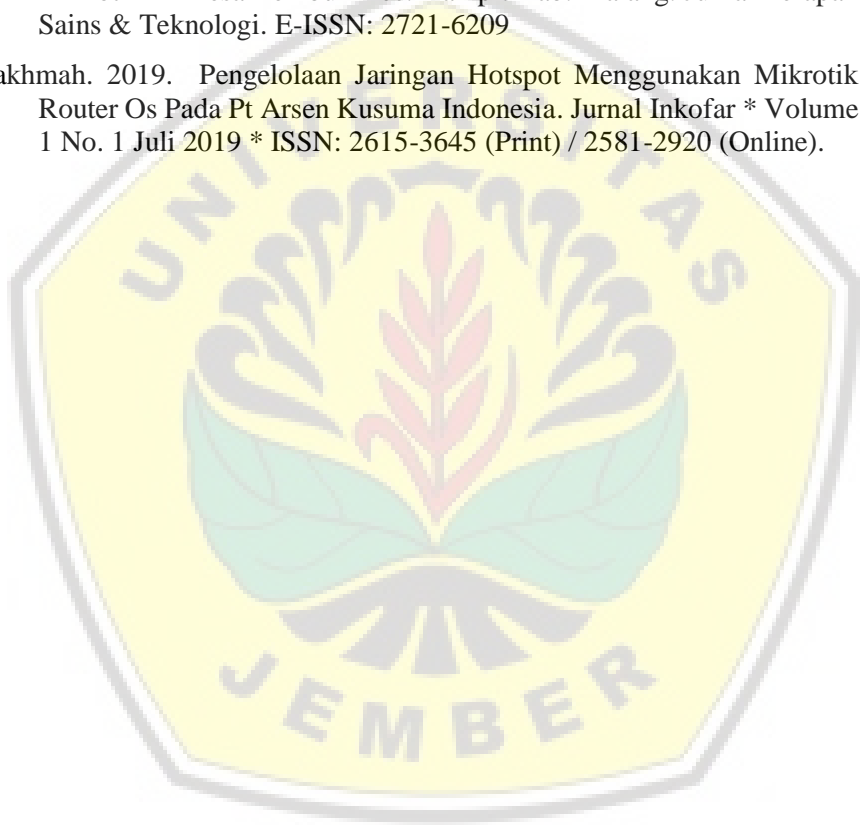 Sains & Teknologi. E-ISSN: 2721-6209
akhmah. 2019. Pengelolaan Jaringan Hotspot Menggunakan Mikrotik
Router Os Pada Pt Arsen Kusuma Indonesia. Jurnal Inkofar * Volume
1 No. 1 Juli 2019 * ISSN: 2615-3645 (Print) / 2581-2920 (Online).
UNIVERSITAS
JEMBER